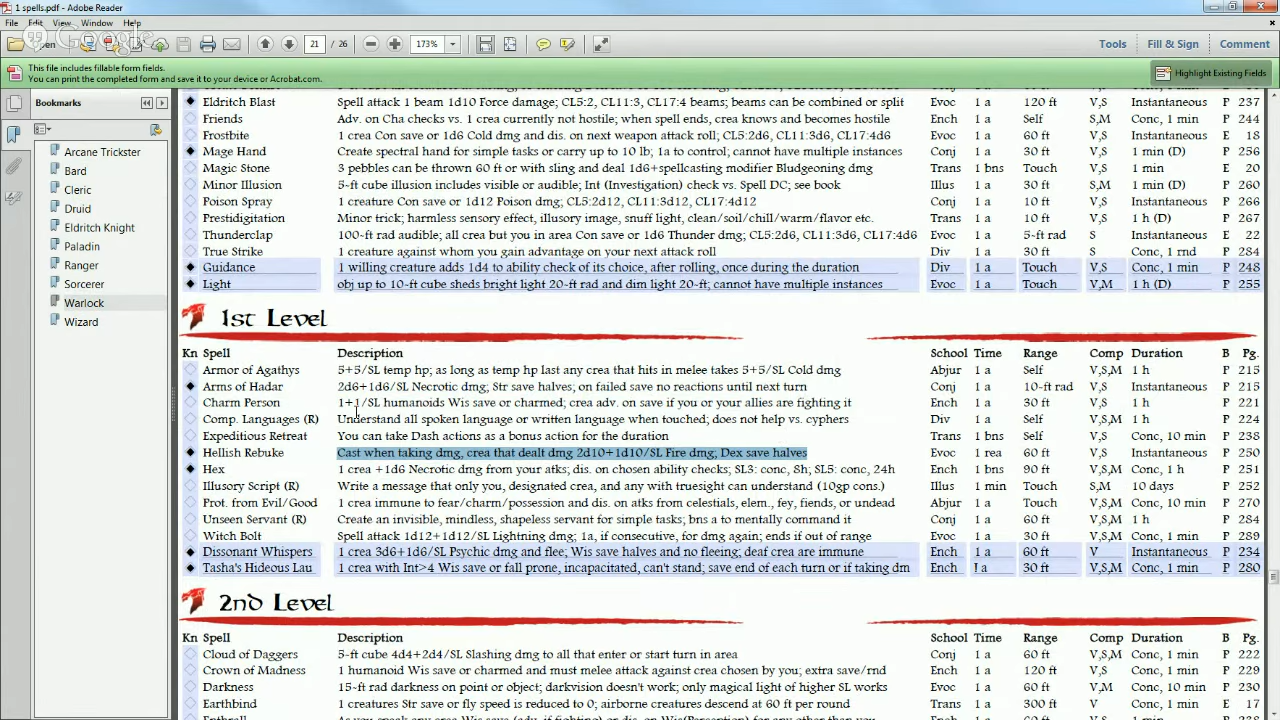 1 spells.pdf - Adobe Reader
File Edit View Window Help
Google
21 / 26 173% Tools Fill & Sign Comment
This file includes fillable form fields.
You can print the completed form and save it to your device or Acrobat.com.
Highlight Existing Fields
Bookmarks
Arcane Trickster
Bard
Cleric
Druid
Eldritch Knight
Paladin
Ranger
Sorcerer
Warlock
Wizard
Eldritch Blast Spell attack 1 beam 1d10 Force damage; CL5:2, CL11:3, CL17:4 beams; beams can be combined or split Evoc 1 a 120 ft V,S Instantaneous P 237
Friends Adv. on Cha checks vs. 1 crea currently not hostile; when spell ends, crea knows and becomes hostile Ench 1 a Self S,M Conc, 1 min P 244
Frostbite 1 crea Con save or 1d6 Cold dmg and dis. on next weapon attack roll; CL5:2d6, CL11:3d6, CL17:4d6 Evoc 1 a 60 ft V,S Instantaneous E 18
Mage Hand Create spectral hand for simple tasks or carry up to 10 lb; 1a to control; cannot have multiple instances Conj 1 a 30 ft V,S 1 min (D) P 256
Magic Stone 3 pebbles can be thrown 60 ft or with sling and deal 1d6+spellcasting modifier Bludgeoning dmg Trans 1 bns Touch V,S 1 min E 20
Minor Illusion 5-ft cube illusion includes visible or audible; Int (Investigation) check vs. Spell DC; see book Illus 1 a 30 ft S,M 1 min (D) P 260
Poison Spray 1 creature Con save or 1d12 Poison dmg; CL5:2d12, CL11:3d12, CL17:4d12 Conj 1 a 10 ft V,S Instantaneous P 266
Prestidigitation Minor trick; harmless sensory effect, illusory image, snuff light, clean/soil/chill/warm/flavor etc. Trans 1 a 10 ft V,S 1 h (D) P 267
Thunderclap 100-ft rad audible; all crea but you in area Con save or 1d6 Thunder dmg; CL5:2d6, CL11:3d6, CL17:4d6 Evoc 1 a 5-ft rad S Instantaneous E 22
True Strike 1 creature against whom you gain advantage on your next attack roll Div 1 a 30 ft S Conc, 1 rnd P 284
Guidance 1 willing creature adds 1d4 to ability check of its choice, after rolling, once during the duration Div 1 a Touch V,S Conc, 1 min P 248
Light obj up to 10-ft cube sheds bright light 20-ft rad and dim light 20-ft; cannot have multiple instances Evoc 1 a Touch V,M 1 h (D) P 255
1st Level
Kn Spell Description School Time Range Comp Duration B Pg.
Armor of Agathys 5+5/SL temp hp; as long as temp hp last any crea that hits in melee takes 5+5/SL Cold dmg Abjur 1 a Self V,S,M 1 h P 215
Arms of Hadar 2d6+1d6/SL Necrotic dmg; Str save halves; on failed save no reactions until next turn Conj 1 a 10-ft rad V,S Instantaneous P 215
Charm Person 1+1/SL humanoids Wis save or charmed; crea adv. on save if you or your allies are fighting it Ench 1 a 30 ft V,S 1 h P 221
Comp. Languages (R) Understand all spoken language or written language when touched; does not help vs. cyphers Div 1 a Self V,S,M 1 h P 224
Expeditious Retreat You can take Dash actions as a bonus action for the duration Trans 1 bns Self V,S Conc, 10 min P 238
Hellish Rebuke Cast when taking dmg, crea that dealt dmg 2d10+1d10/SL Fire dmg; Dex save halves Evoc 1 rea 60 ft V,S Instantaneous P 250
Hex 1 crea +1d6 Necrotic dmg from your atks; dis. on chosen ability checks; SL3: conc, 8h; SL5: conc, 24h Ench 1 bns 90 ft V,S,M Conc, 1 h P 251
Illusory Script (R) Write a message that only you, designated crea, and any with truesight can understand (10gp cons.) Illus 1 min Touch S,M 10 days P 252
Prot. from Evil/Good 1 crea immune to fear/charm/possession and dis. on atks from celestials, elem., fey, fiends, or undead Abjur 1 a Touch V,S,M Conc, 10 min P 270
Unseen Servant (R) Create an invisible, mindless, shapeless servant for simple tasks; bns a to mentally command it Conj 1 a 60 ft V,S,M 1 h P 284
Witch Bolt Spell attack 1d12+1d12/SL Lightning dmg; 1a, if consecutive, for dmg again; ends if out of range Evoc 1 a 30 ft V,S,M Conc, 1 min P 289
Dissonant Whispers 1 crea 3d6+1d6/SL Psychic dmg and flee; Wis save halves and no fleeing; deaf crea are immune Ench 1 a 60 ft V Instantaneous P 234
Tasha's Hideous Lau 1 crea with Int>4 Wis save or fall prone, incapacitated, can't stand; save end of each turn or if taking dm Ench 1 a 30 ft V,S,M Conc, 1 min P 280
2nd Level
Kn Spell Description School Time Range Comp Duration B Pg.
Cloud of Daggers 5-ft cube 4d4+2d4/SL Slashing dmg to all that enter or start turn in area Conj 1 a 60 ft V,S,M Conc, 1 min P 222
Crown of Madness 1 humanoid Wis save or charmed and must melee attack against crea chosen by you; extra save/rnd Ench 1 a 120 ft V,S Conc, 1 min P 229
Darkness 15-ft rad darkness on point or object; darkvision doesn't work; only magical light of higher SL works Evoc 1 a 60 ft V,M Conc, 10 min P 230
Earthbind 1 creatures Str save or fly speed is reduced to 0; airborne creatures descend at 60 ft per round Trans 1 a 300 ft V Conc, 1 min E 17